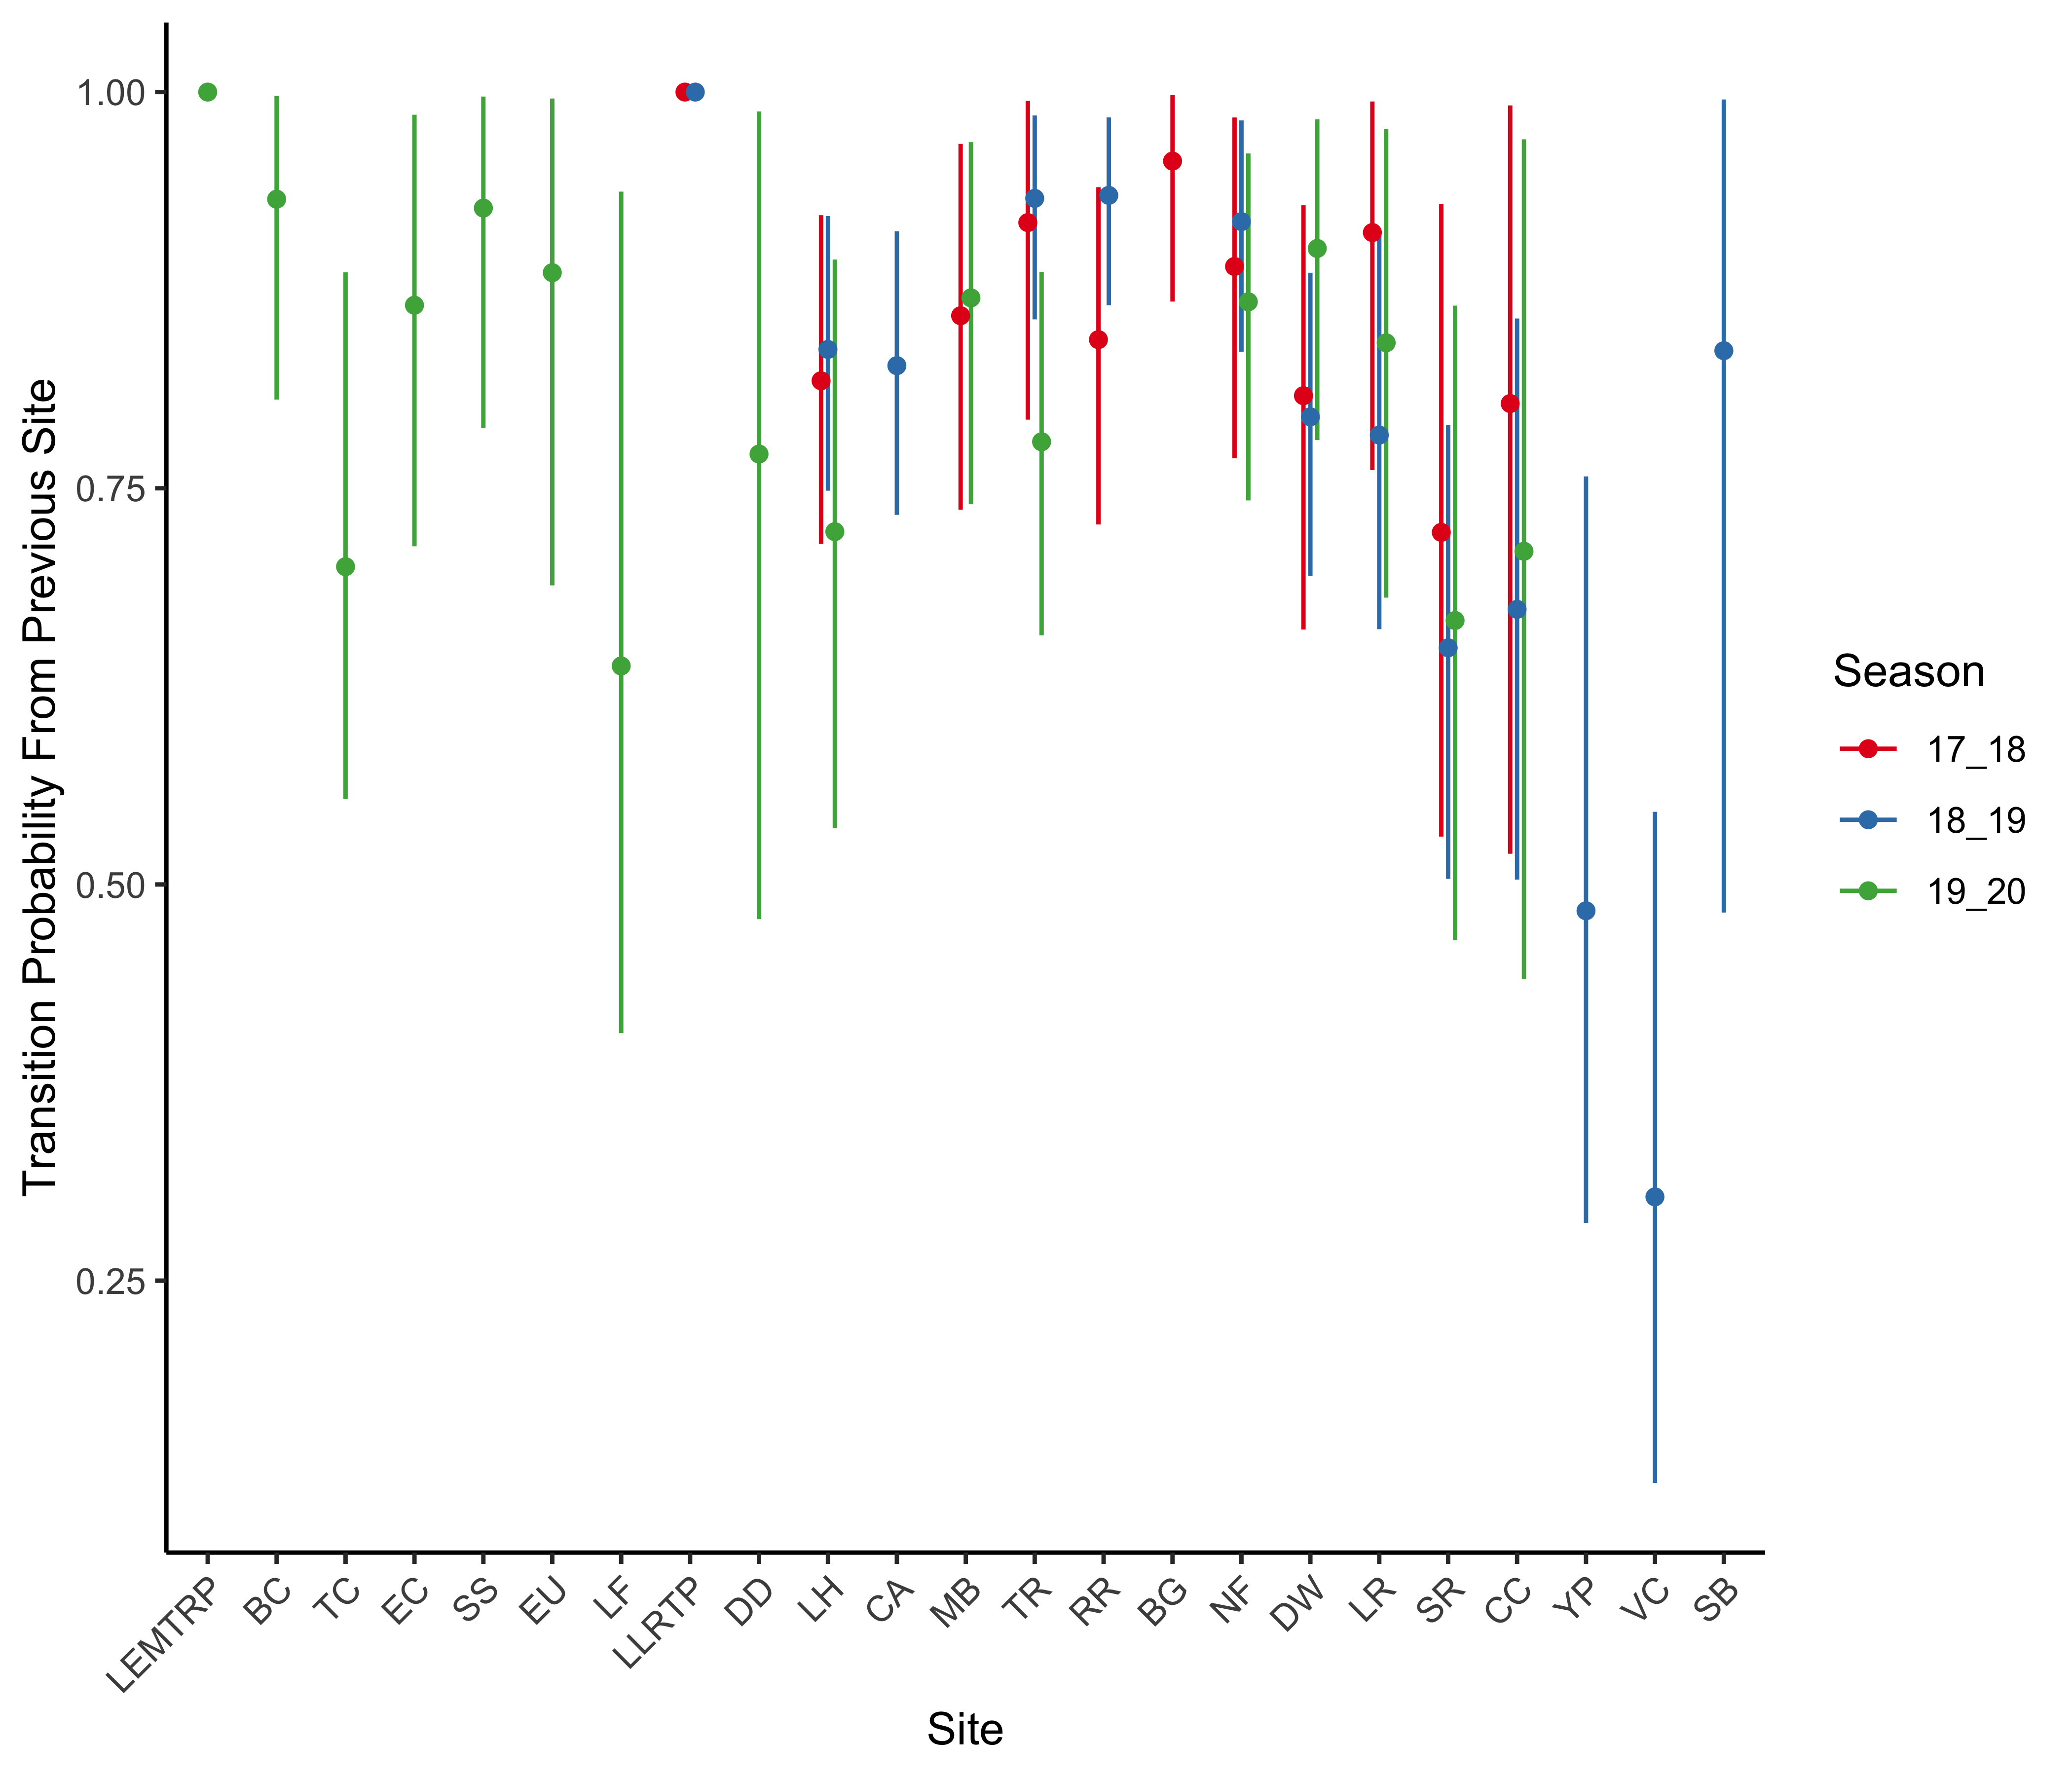 Transition Probability From Previous Site
1.00
0.75
0.50
0.25
LEMTRP
BC
TC
EC
SS
EU
LF
LLRTP
DD
LH
CA
MB
TR
RR
BG
NF
DW
LR
SR
CC
YP
VC
SB
Site
Season
17_18
18_19
19_20